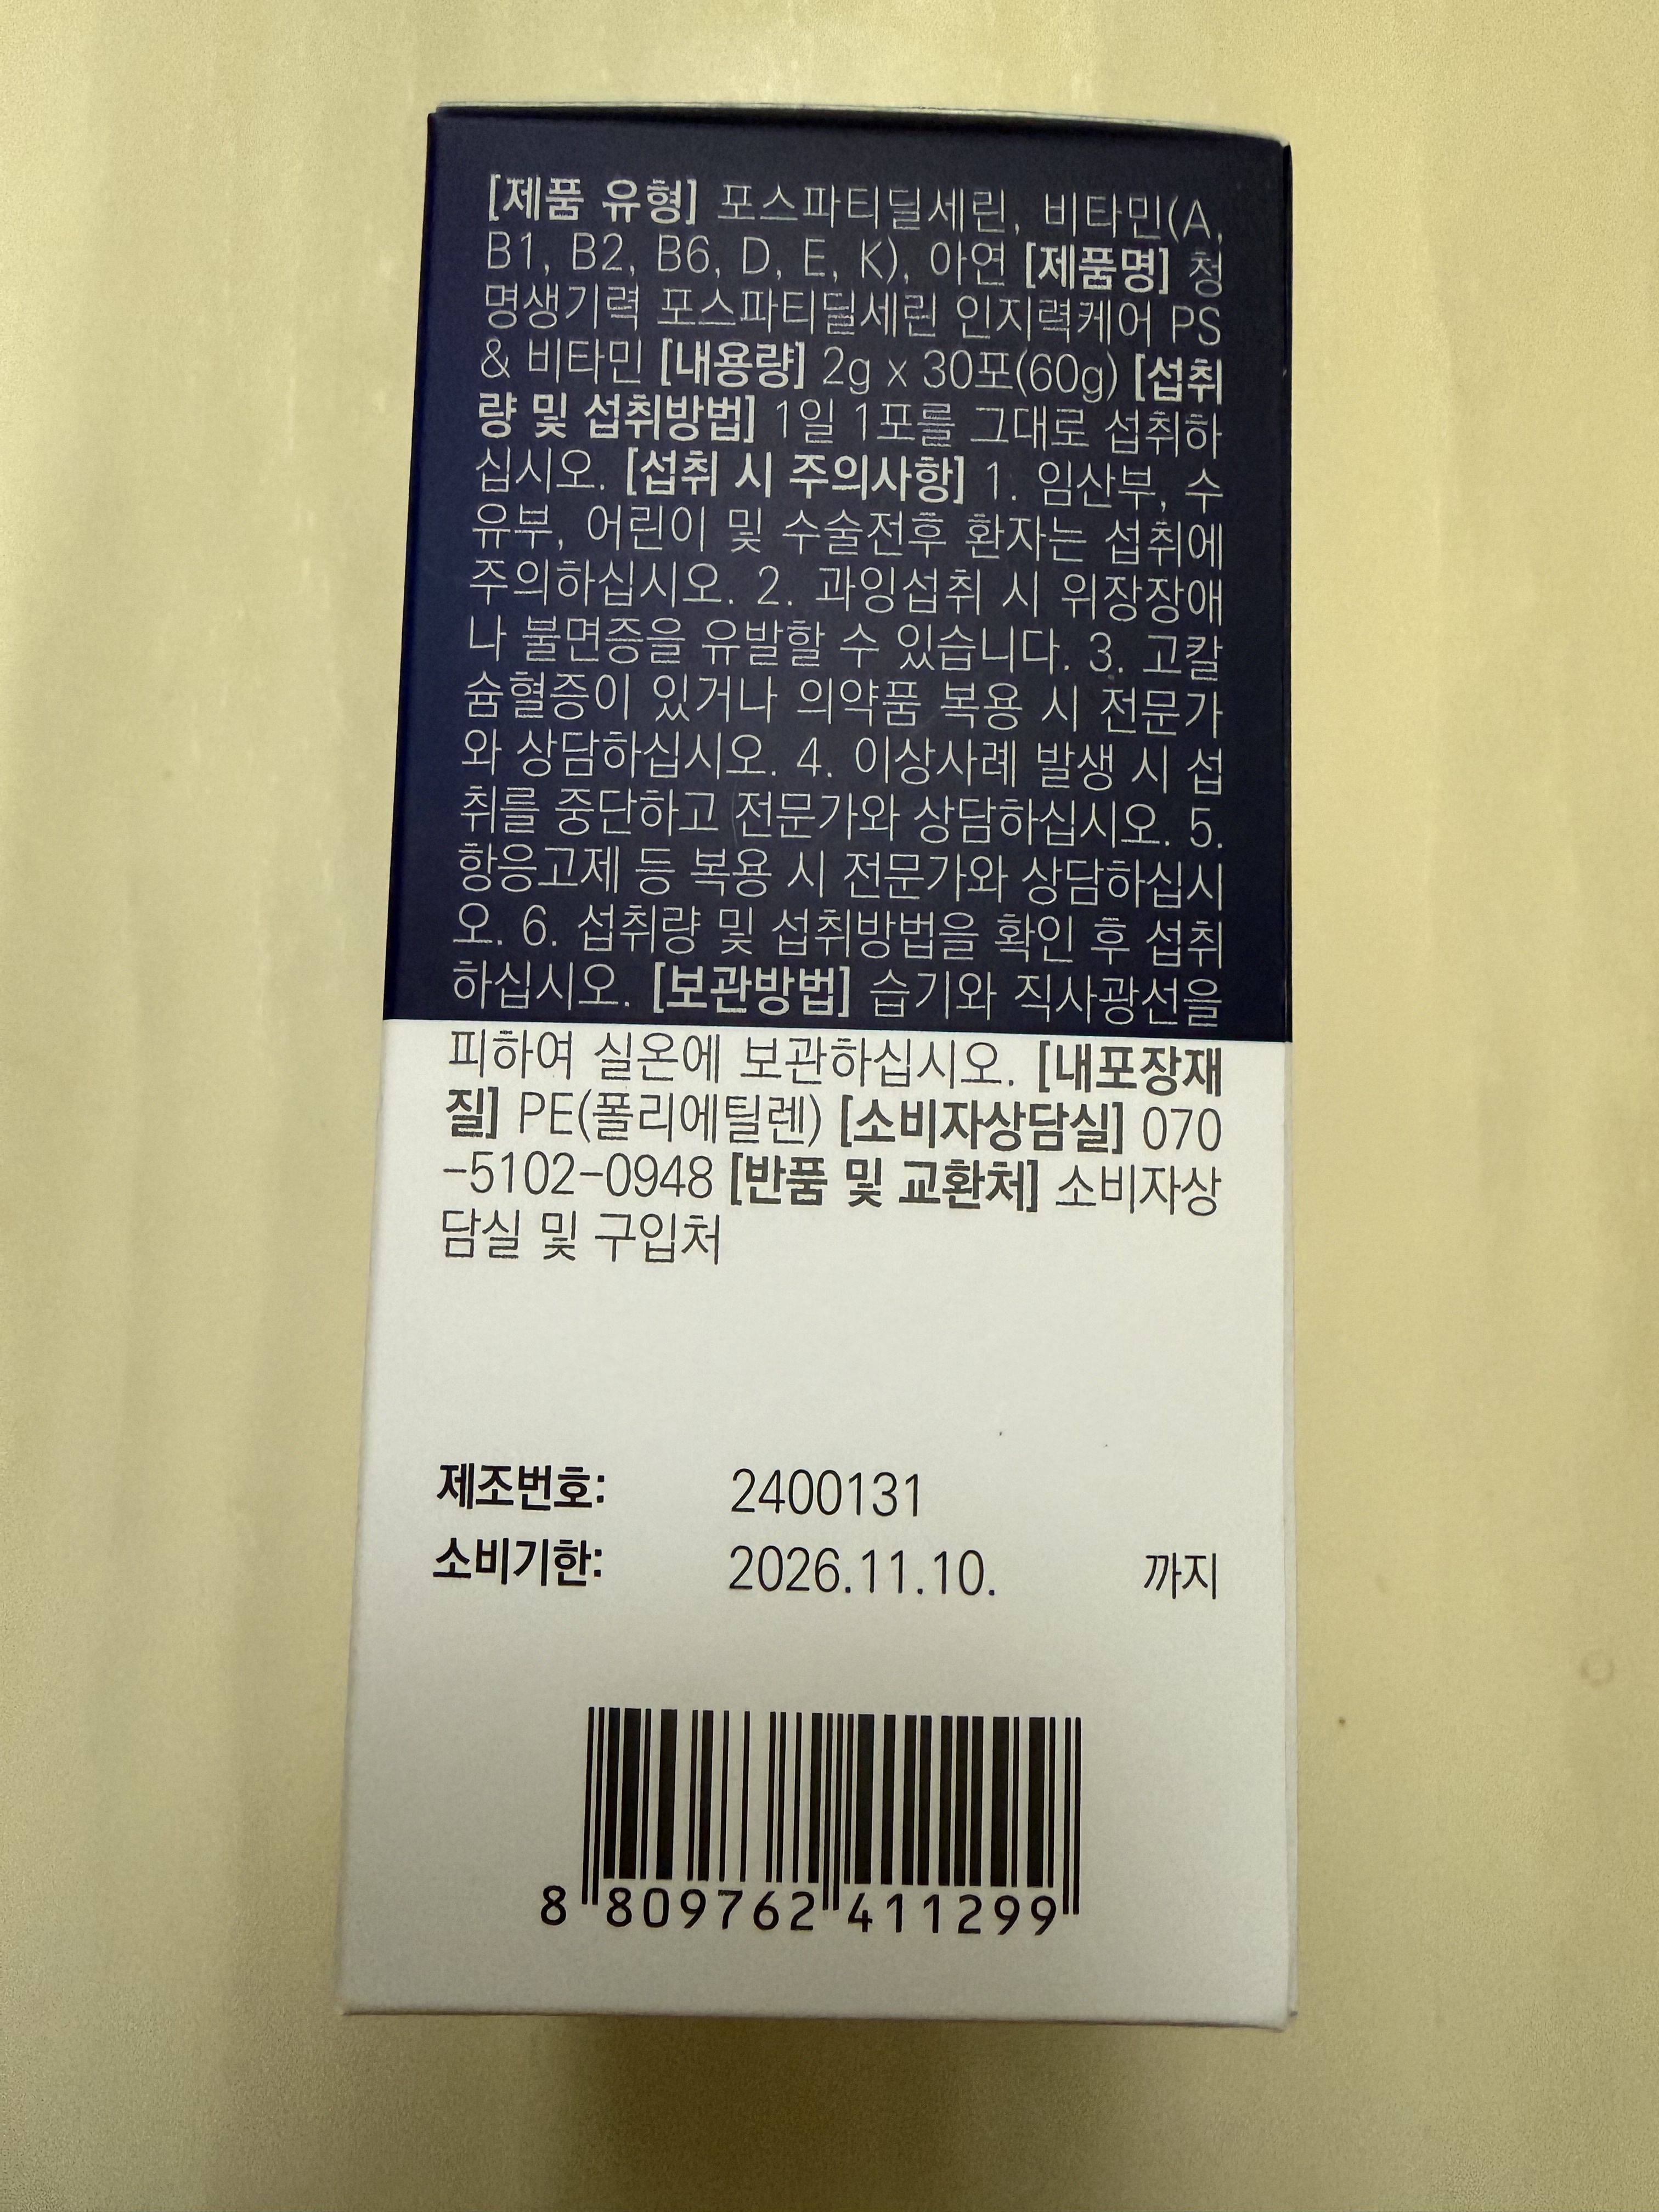 [제품 유형] 포스파티딜세린, 비타민(A,
B1, B2, B6, D, E, K), 아연 [제품명] 청
명생기력 포스파티딜세린 인지력케어 PS
& 비타민 [내용량] 2g x 30포(60g) [섭취
량 및 섭취방법] 1일 1포를 그대로 섭취하
십시오. [섭취 시 주의사항] 1. 임산부, 수
유부, 어린이 및 수술전후 환자는 섭취에
주의하십시오. 2. 과잉섭취 시 위장장애
나 불면증을 유발할 수 있습니다. 3. 고칼
슘혈증이 있거나 의약품 복용 시 전문가
와 상담하십시오. 4. 이상사례 발생 시 섭
취를 중단하고 전문가와 상담하십시오. 5.
항응고제 등 복용 시 전문가와 상담하십시
오. 6. 섭취량 및 섭취방법을 확인 후 섭취
하십시오. [보관방법] 습기와 직사광선을
피하여 실온에 보관하십시오. [내포장재
질] PE(폴리에틸렌) [소비자상담실] 070
-5102-0948 [반품 및 교환처] 소비자상
담실 및 구입처
제조번호: 2400131
소비기한: 2026.11.10. 까지
8 809762 411299